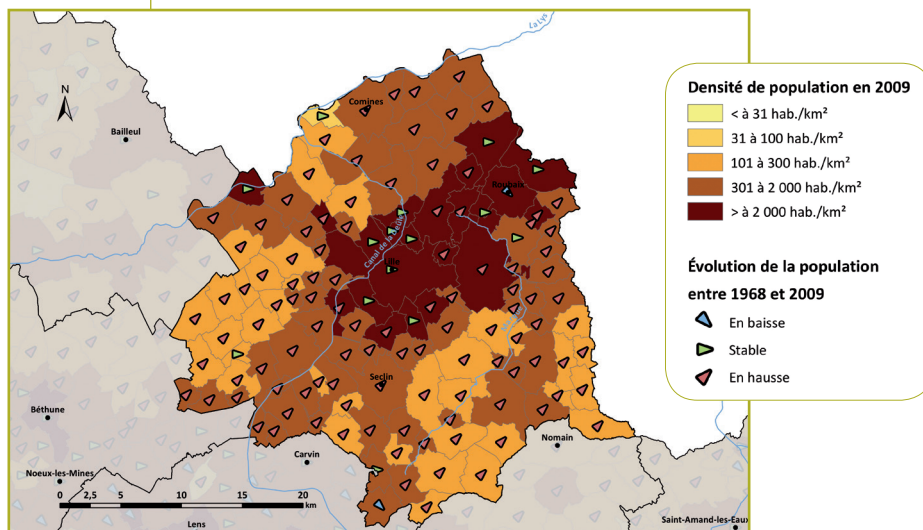 La Lys
N
Comines
Bailleul
Roubaix
Canal de la Deûle
Lille
Seclin
Béthune
Nomain
Carvin
Noeux-les-Mines
0 2,5 5 10 15 20
km
Lens
Saint-Amand-les-Eaux
Densité de population en 2009
< à 31 hab./km²
31 à 100 hab./km²
101 à 300 hab./km²
301 à 2 000 hab./km²
> à 2 000 hab./km²
Évolution de la population
entre 1968 et 2009
En baisse
Stable
En hausse